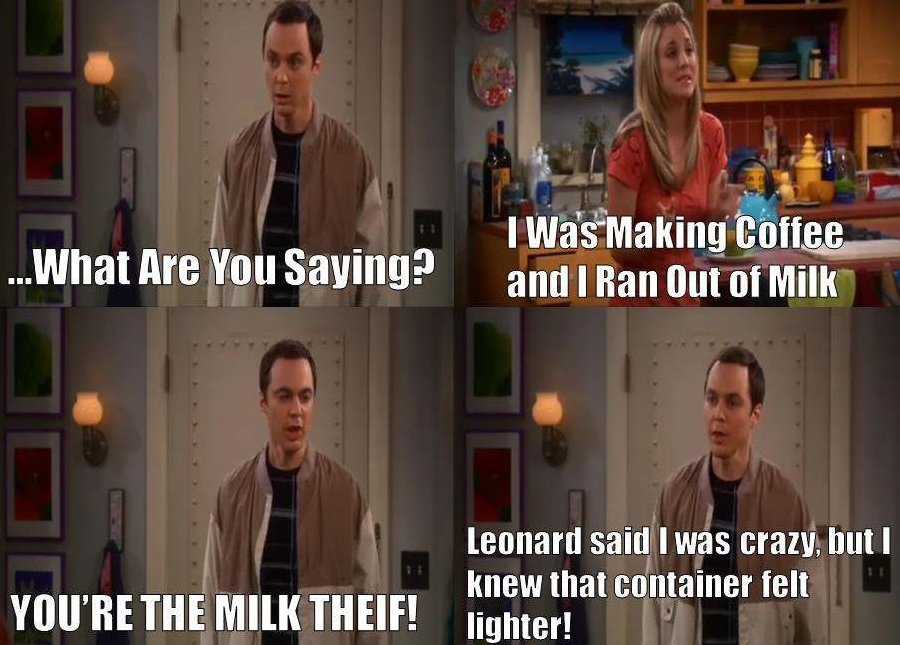 ...What Are You Saying?
I Was Making Coffee
and I Ran Out of Milk
YOU'RE THE MILK THEIF!
Leonard said I was crazy, but I
knew that container felt
lighter!